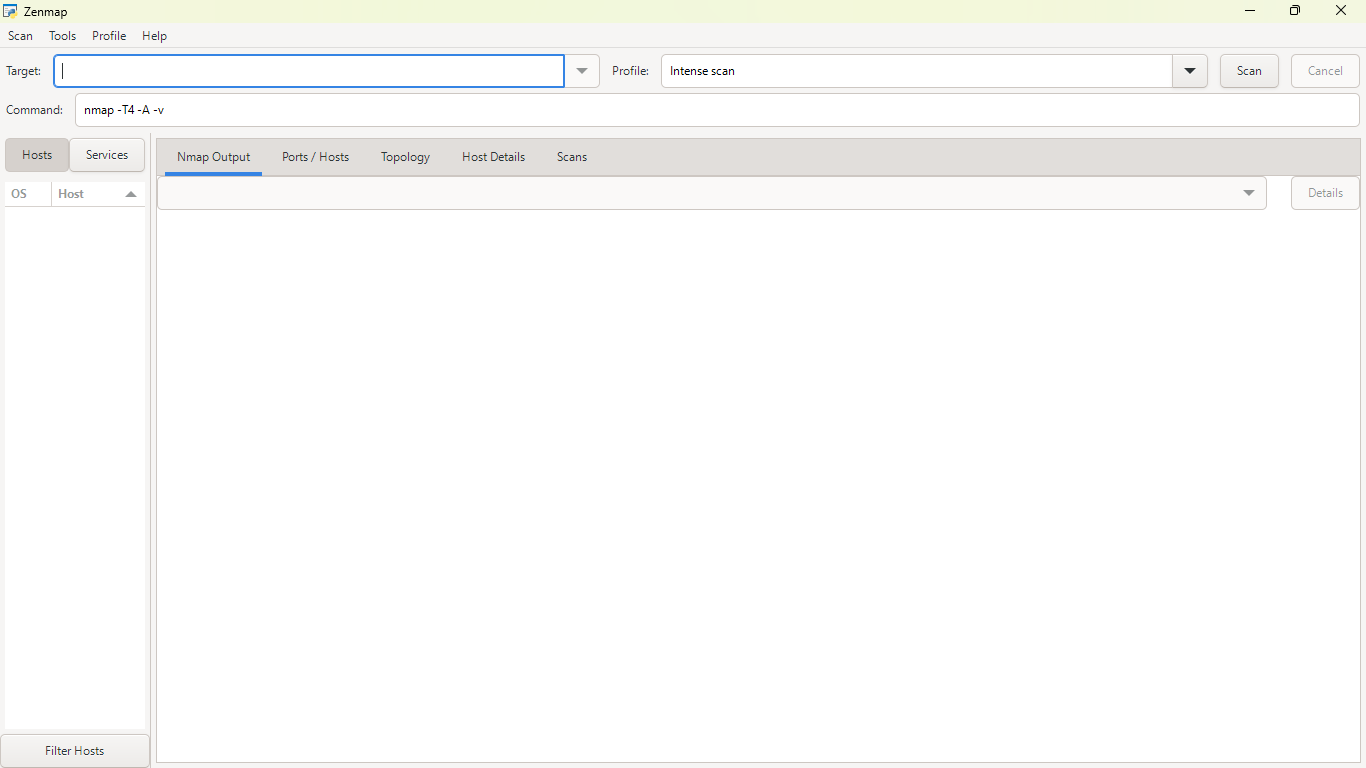 Zenmap
Scan Tools Profile Help
Target: Profile: Intense scan Scan Cancel
Command: nmap -T4 -A -v
Hosts Services Nmap Output Ports / Hosts Topology Host Details Scans
OS Host Details
Filter Hosts